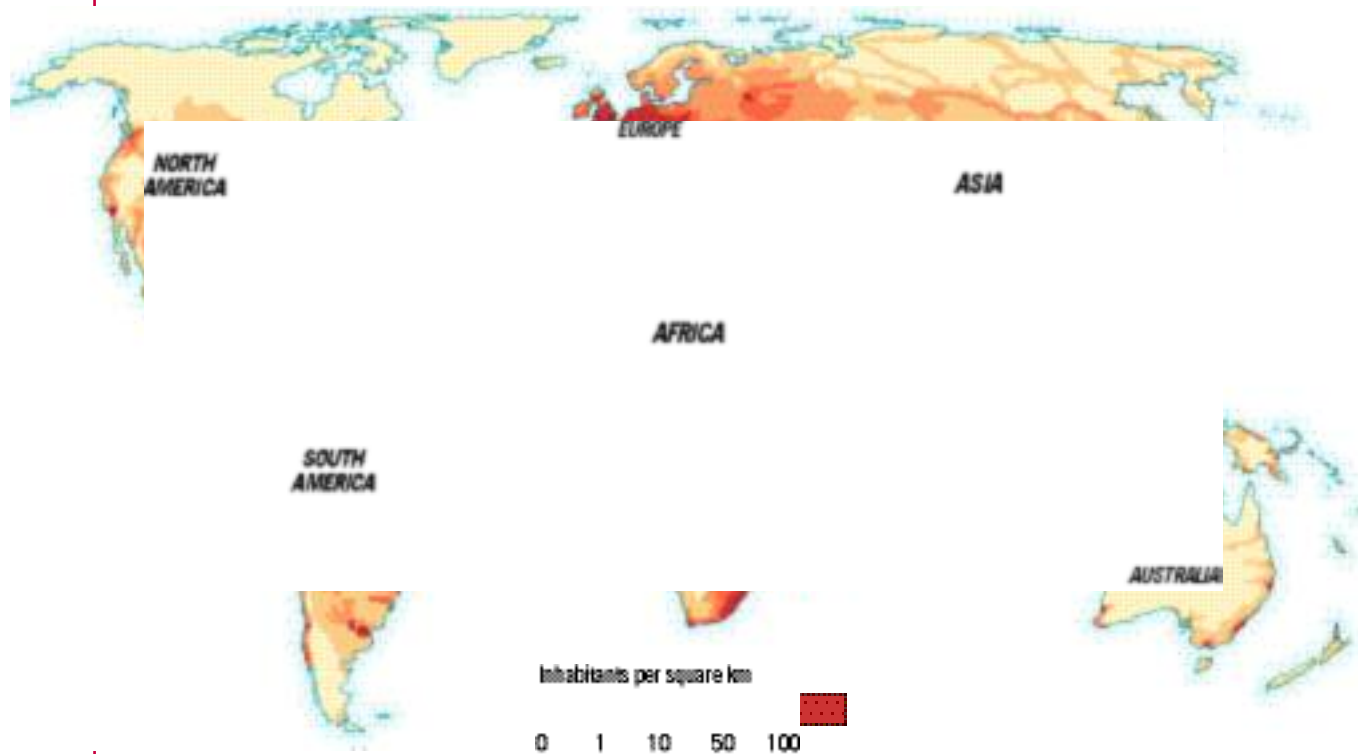 EUROPE
NORTH
AMERICA
ASIA
AFRICA
SOUTH
AMERICA
AUSTRALIA
Inhabitants per square km
0 1 10 50 100